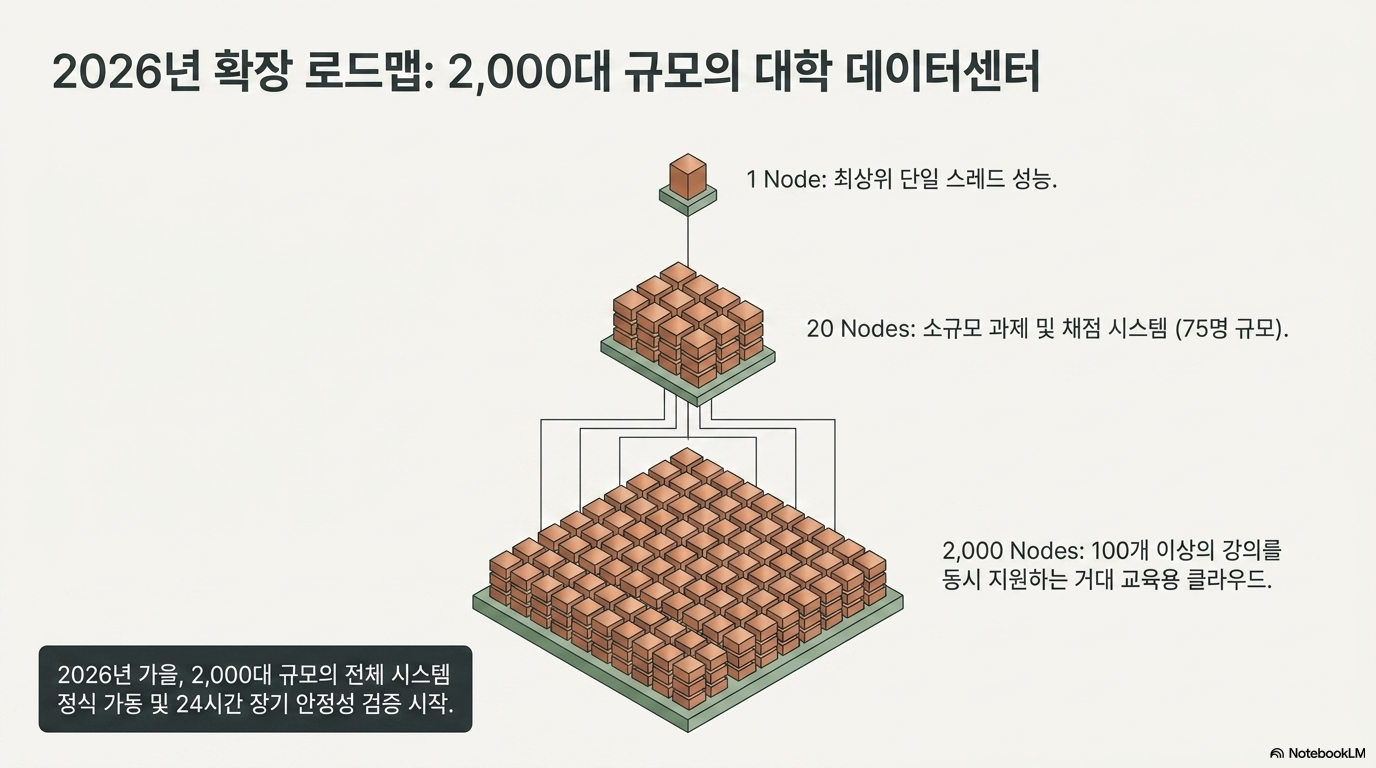 2026년 확장 로드맵: 2,000대 규모의 대학 데이터센터
1 Node: 최상위 단일 스레드 성능.
20 Nodes: 소규모 과제 및 채점 시스템 (75명 규모).
2,000 Nodes: 100개 이상의 강의를
동시 지원하는 거대 교육용 클라우드.
2026년 가을, 2,000대 규모의 전체 시스템
정식 가동 및 24시간 장기 안정성 검증 시작.
NotebookLM